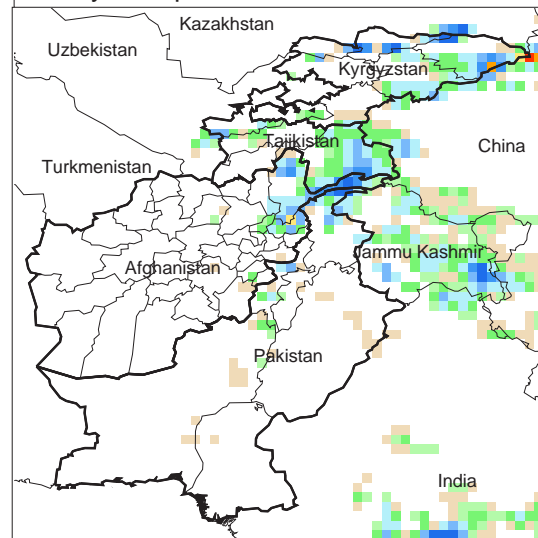 Kazakhstan
Uzbekistan
Kyrgyzstan
Tajikistan
China
Turkmenistan
Jammu Kashmir
Afghanistan
Pakistan
India